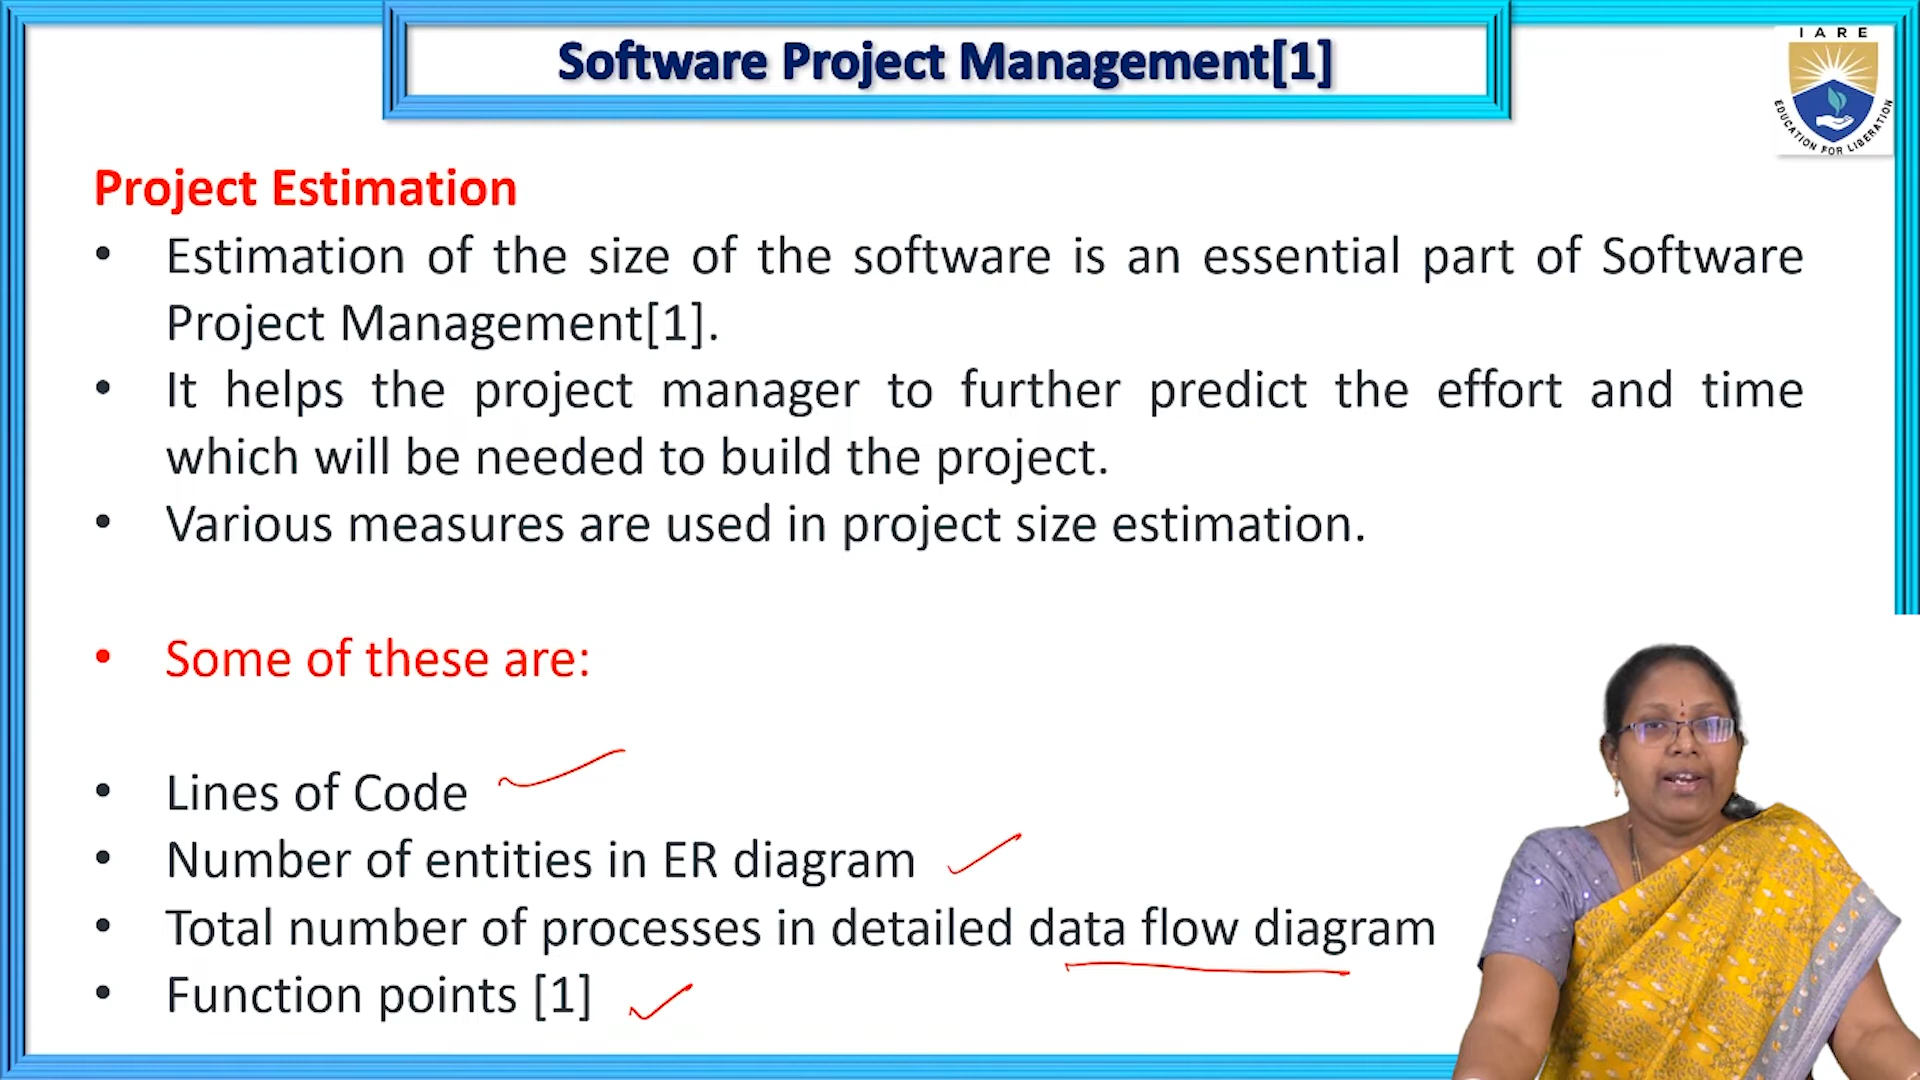 Software Project Management[1]
IARE
EDUCATION FOR LIBERATION
Project Estimation
• Estimation of the size of the software is an essential part of Software
Project Management[1].
• It helps the project manager to further predict the effort and time
which will be needed to build the project.
• Various measures are used in project size estimation.
• Some of these are:
• Lines of Code
• Number of entities in ER diagram
• Total number of processes in detailed data flow diagram
• Function points [1]